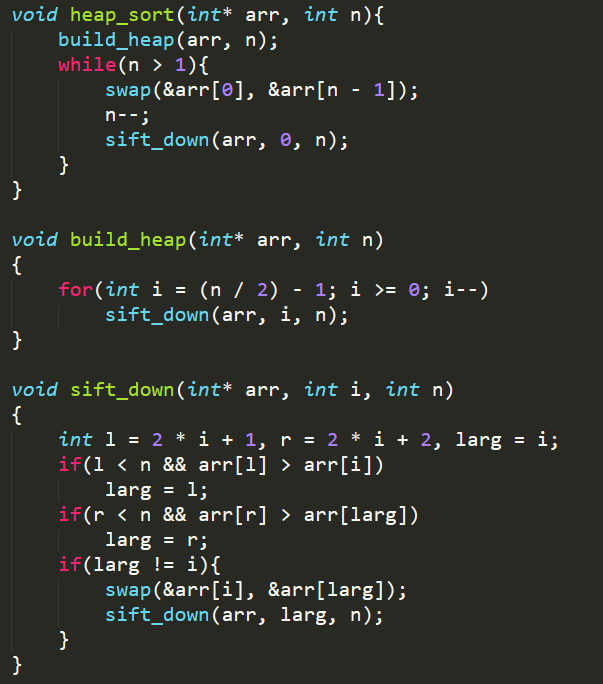 void heap_sort(int* arr, int n){
    build_heap(arr, n);
    while(n > 1){
        swap(&arr[0], &arr[n - 1]);
        n--;
        sift_down(arr, 0, n);
    }
}

void build_heap(int* arr, int n)
{
    for(int i = (n / 2) - 1; i >= 0; i--)
        sift_down(arr, i, n);
}

void sift_down(int* arr, int i, int n)
{
    int l = 2 * i + 1, r = 2 * i + 2, larg = i;
    if(l < n && arr[l] > arr[i])
        larg = l;
    if(r < n && arr[r] > arr[larg])
        larg = r;
    if(larg != i){
        swap(&arr[i], &arr[larg]);
        sift_down(arr, larg, n);
    }
}